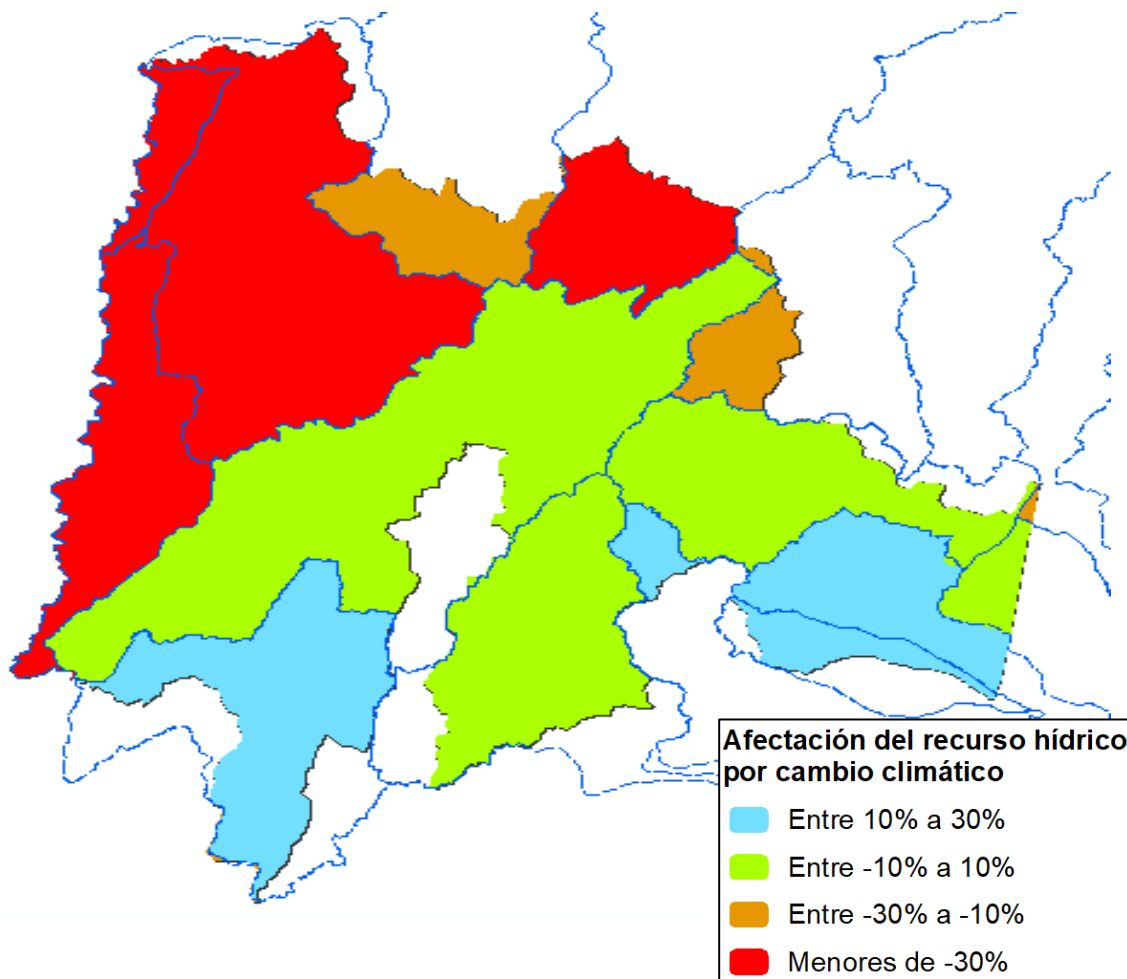 Afectación del recurso hídrico
por cambio climático
Entre 10% a 30%
Entre -10% a 10%
Entre -30% a -10%
Menores de -30%